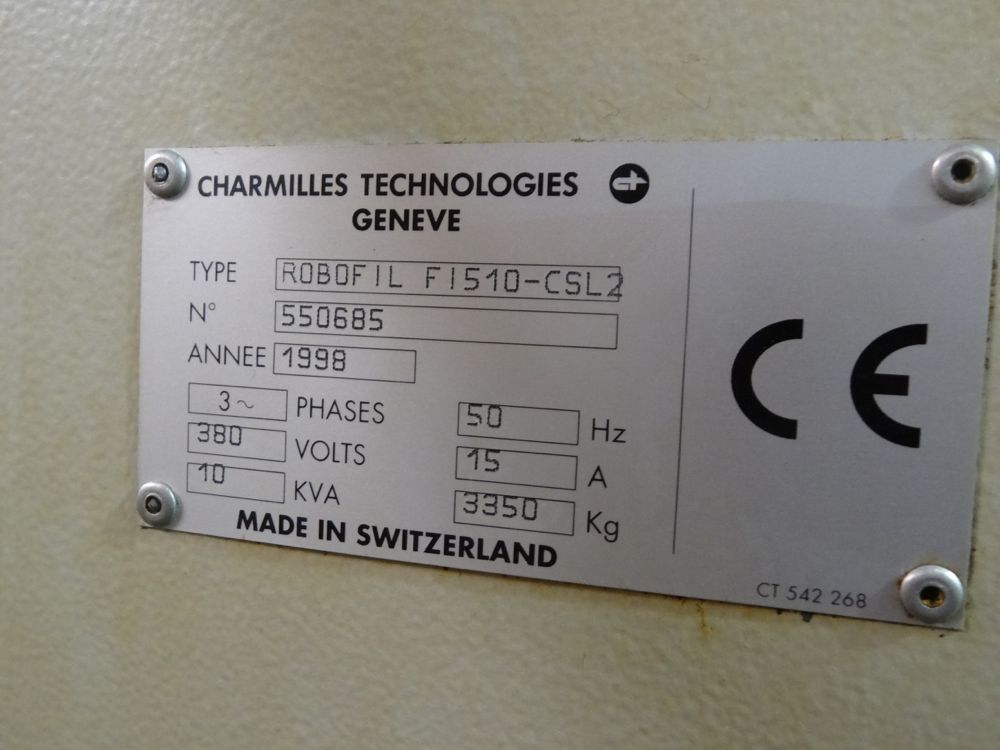 CHARMILLES TECHNOLOGIES
GENEVE
TYPE ROBOFIL FI510-CSL2
N° 550685
ANNEE 1998
3~ PHASES 50 Hz
380 VOLTS 15 A
10 KVA 3350 Kg
MADE IN SWITZERLAND
CE
CT 542 268